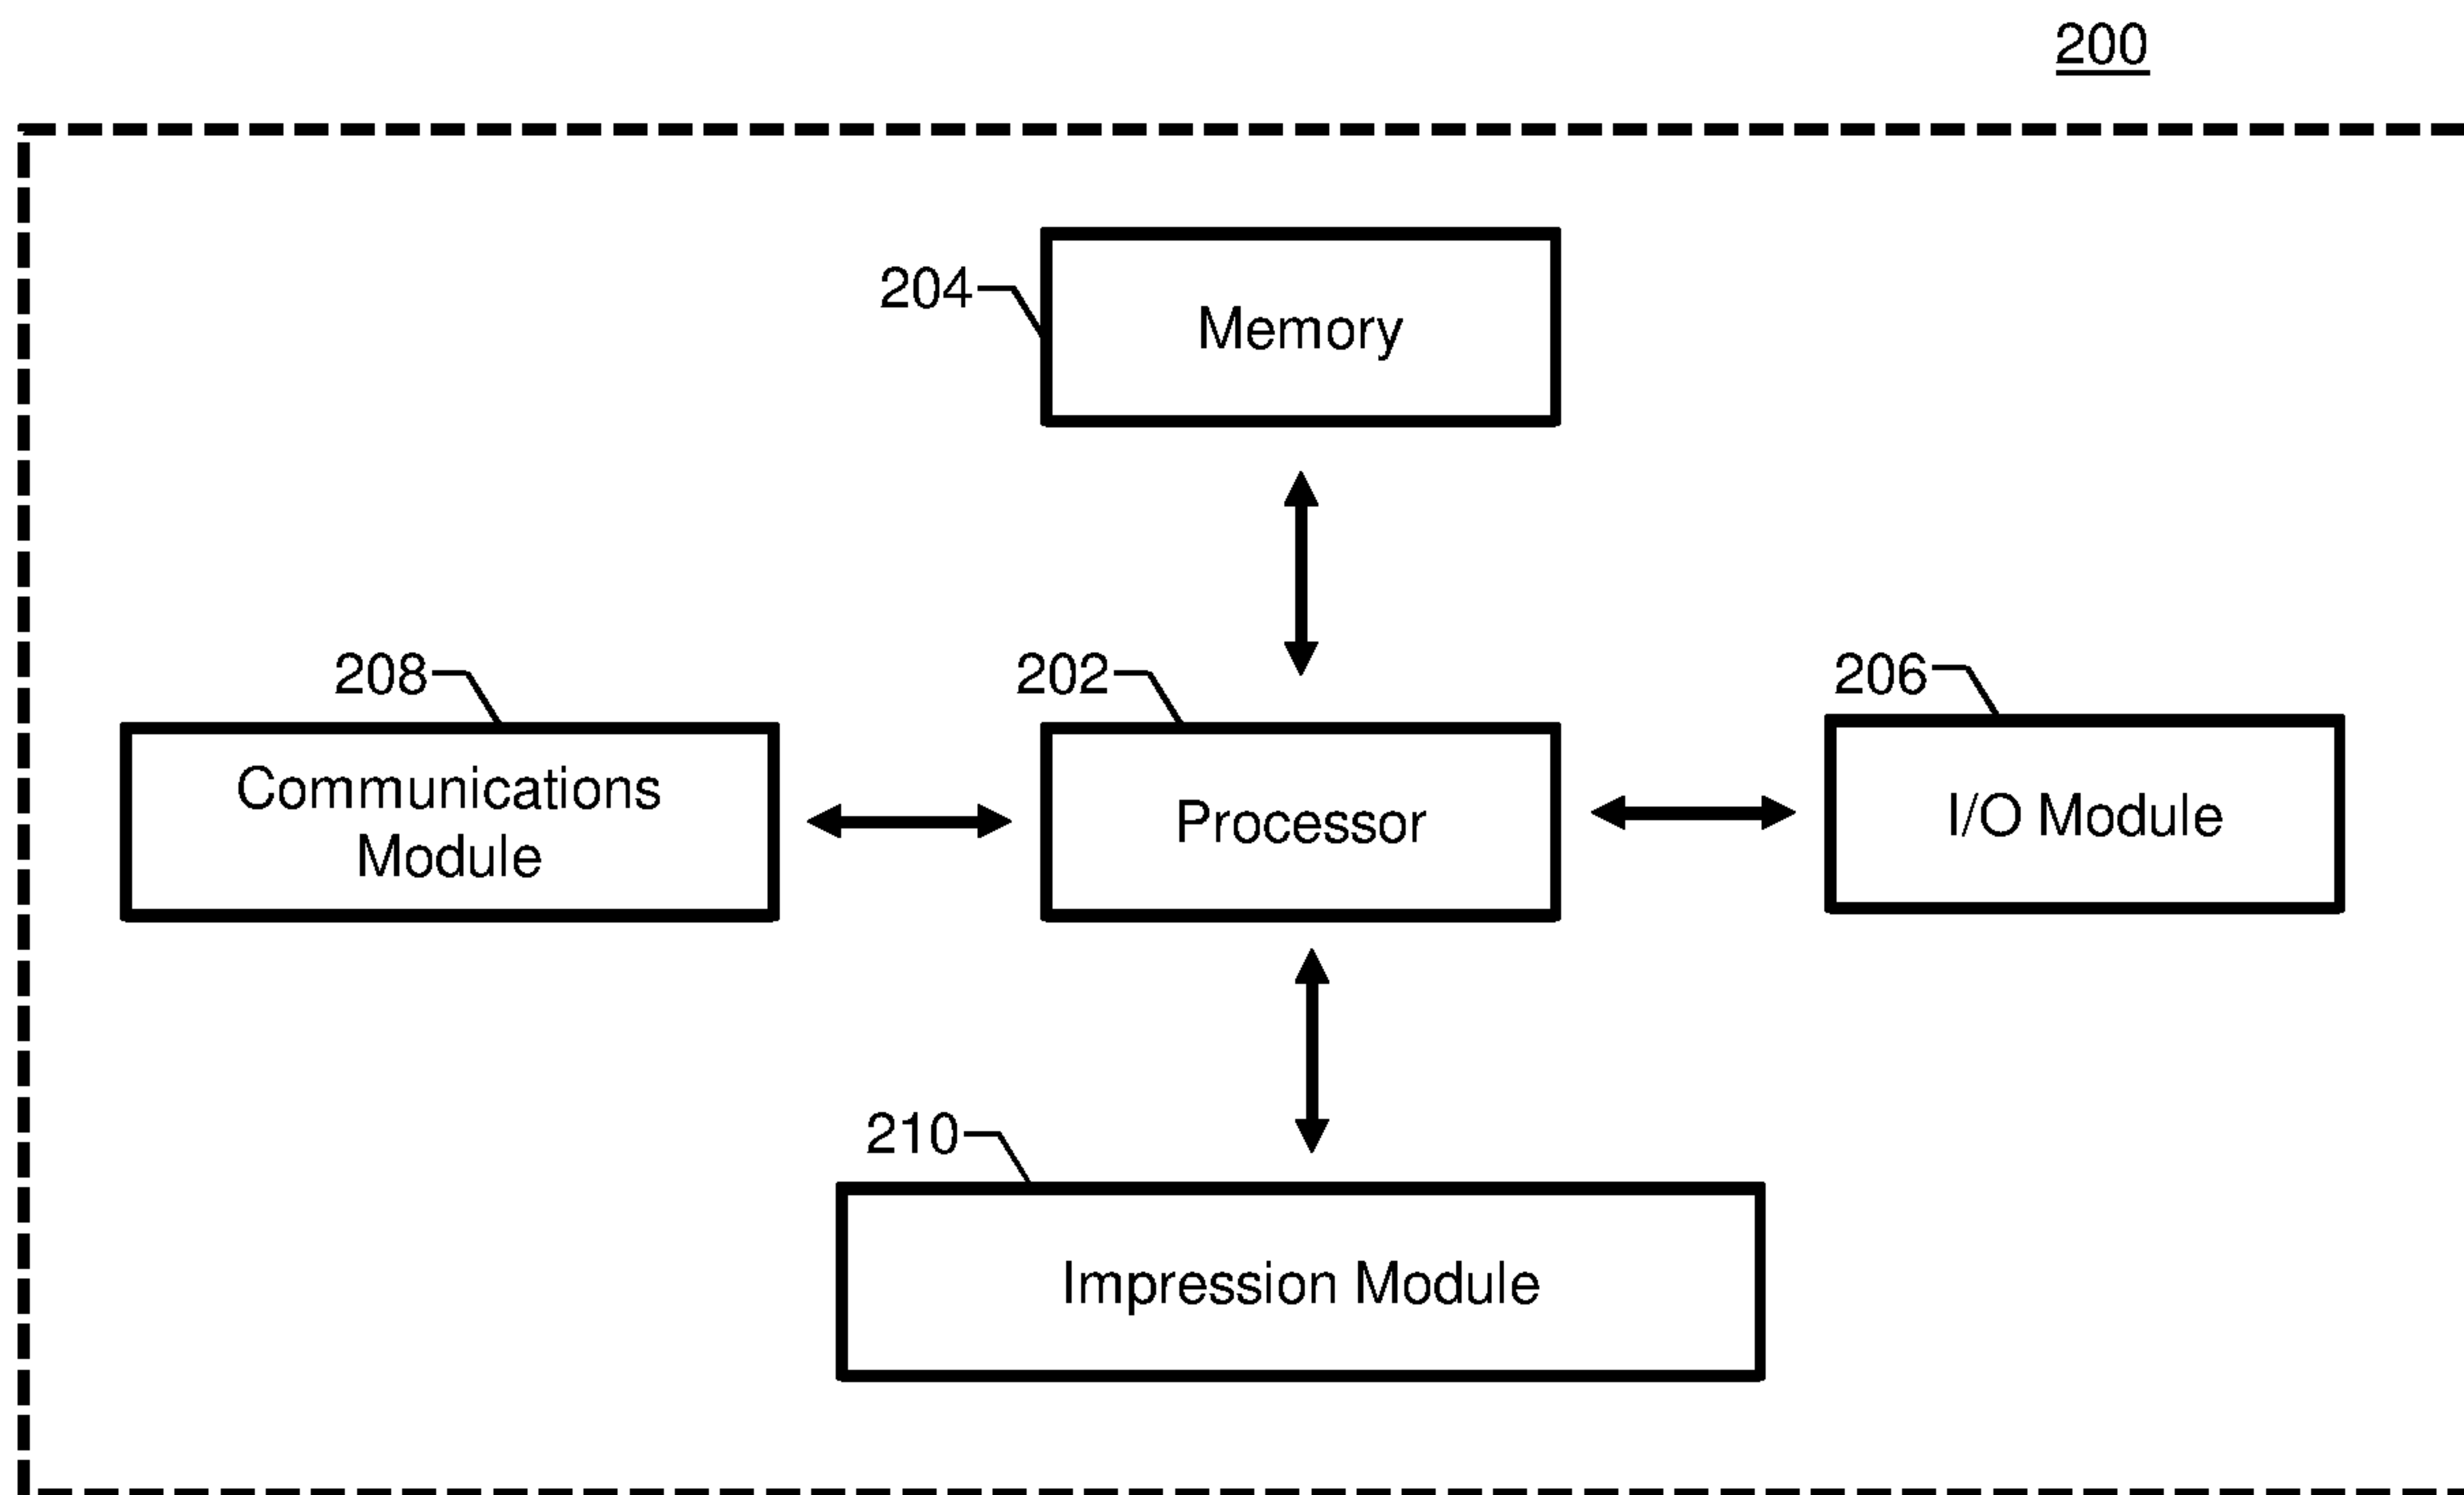 200
204
Memory
208
202
206
Communications
Module
Processor
I/O Module
210
Impression Module